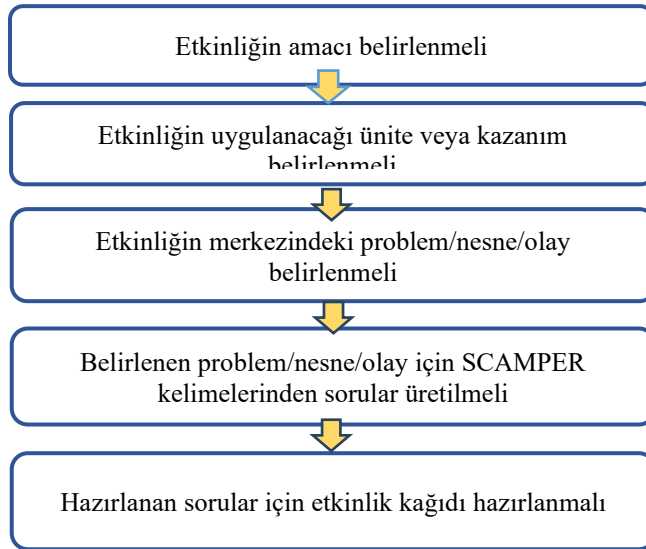 Etkinliğin amacı belirlenmeli
Etkinliğin uygulanacağı ünite veya kazanım
belirlenmeli
Etkinliğin merkezindeki problem/nesne/olay
belirlenmeli
Belirlenen problem/nesne/olay için SCAMPER
kelimelerinden sorular üretilmeli
Hazırlanan sorular için etkinlik kağıdı hazırlanmalı